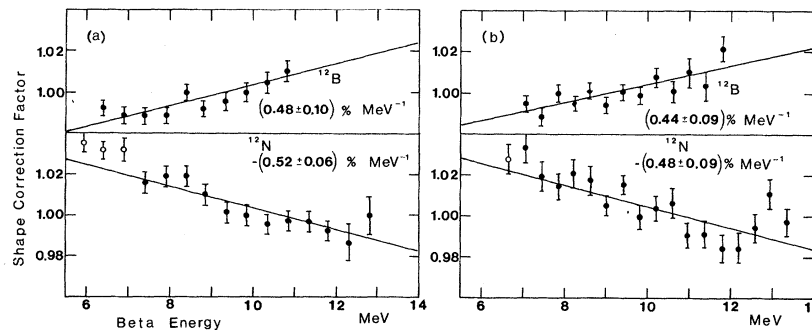 Shape Correction Factor
(a)
1.02
1.00
¹²B
(0.48±0.10) % MeV⁻¹
¹²N
-(0.52±0.06) % MeV⁻¹
1.02
1.00
0.98
6 8 10 12 14
Beta Energy MeV
(b)
1.02
1.00
¹²B
(0.44±0.09)% MeV⁻¹
¹²N
-(0.48±0.09)% MeV⁻¹
1.02
1.00
0.98
6 8 10 12
MeV